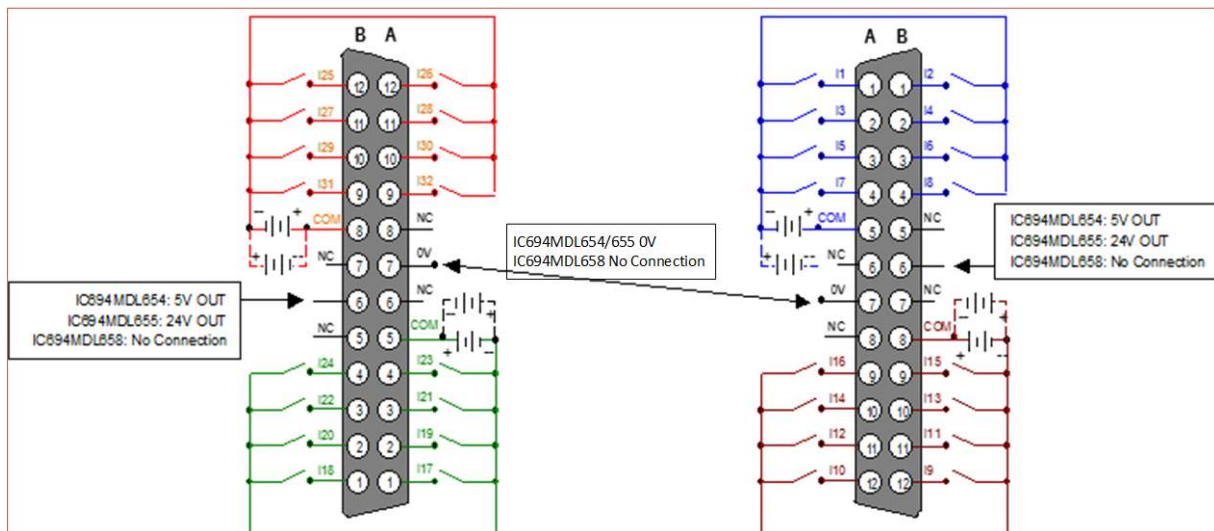 B A
A B
I25 12 12 I26
I27 11 11 I28
I29 10 10 I30
I31 9 9 I32
COM 8 8 NC
NC 7 7 0V
6 6 NC
NC 5 5 COM
I24 4 4 I23
I22 3 3 I21
I20 2 2 I19
I18 1 1 I17
IC694MDL654: 5V OUT
IC694MDL655: 24V OUT
IC694MDL658: No Connection
IC694MDL654/655 0V
IC694MDL658 No Connection
I1 1 1 I2
I3 2 2 I4
I5 3 3 I6
I7 4 4 I8
COM 5 5 NC
6 6
0V 7 7 NC
NC 8 8 COM
I16 9 9 I15
I14 10 10 I13
I12 11 11 I11
I10 12 12 I9
IC694MDL654: 5V OUT
IC694MDL655: 24V OUT
IC694MDL658: No Connection